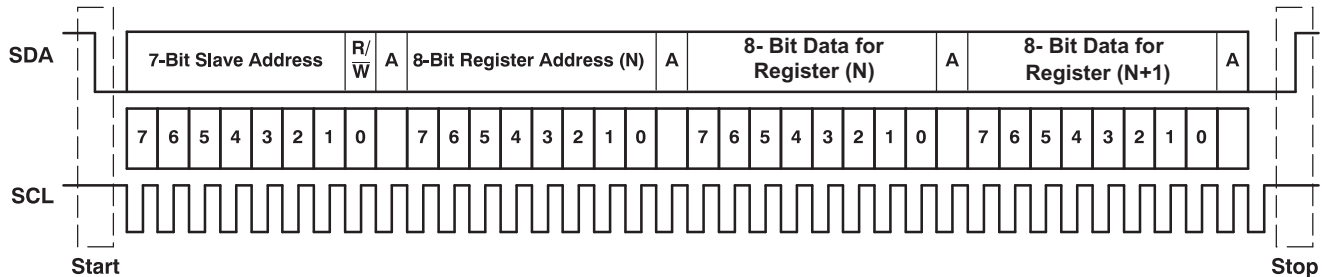 SDA
7-Bit Slave Address
R/
W
A
8-Bit Register Address (N)
A
8- Bit Data for
Register (N)
A
8- Bit Data for
Register (N+1)
A
7 6 5 4 3 2 1 0 7 6 5 4 3 2 1 0 7 6 5 4 3 2 1 0 7 6 5 4 3 2 1 0
SCL
Start
Stop